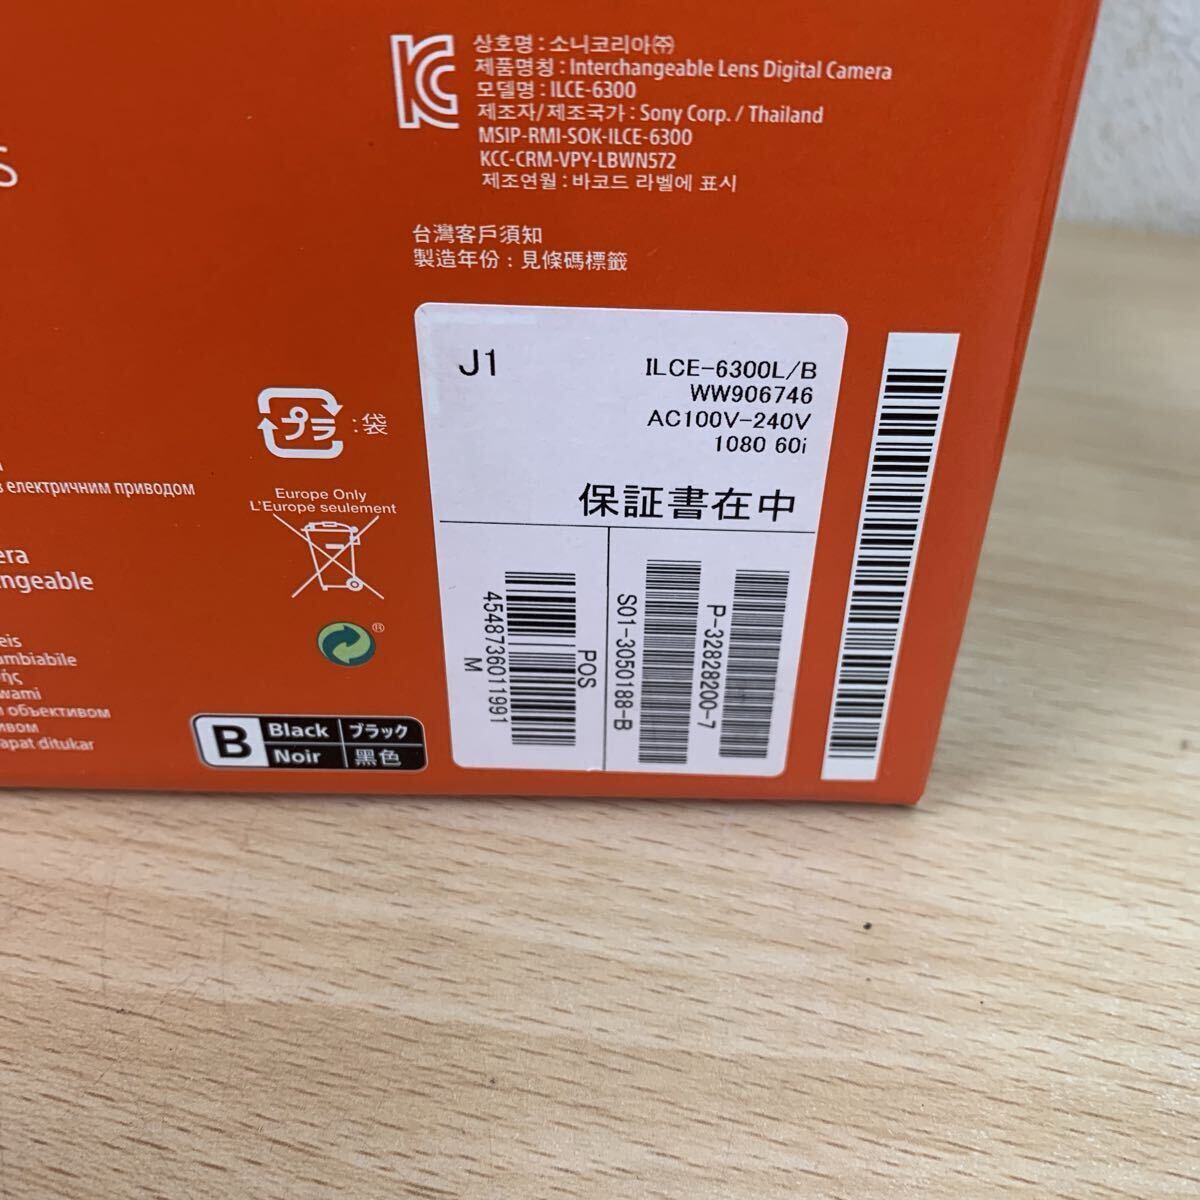 상호명 : 소니코리아㈜
제품명칭 : Interchangeable Lens Digital Camera
모델명 : ILCE-6300
제조자/제조국가 : Sony Corp. / Thailand
MSIP-RMI-SOK-ILCE-6300
KCC-CRM-VPY-LBWN572
제조연월 : 바코드 라벨에 표시
S
台灣客戶須知
製造年份 : 見條碼標籤
J1
ILCE-6300L/B
WW906746
AC100V-240V
1080 60i
保証書在中
プラ :袋
Europe Only
L'Europe seulement
з електричним приводом
era
ngeable
eis
ambiabile
ής
wami
м объективом
ивом
apat ditukar
®
B Black ブラック
Noir 黒色
POS
4548736011991
M
S01-3050188-B
P-32828200-7